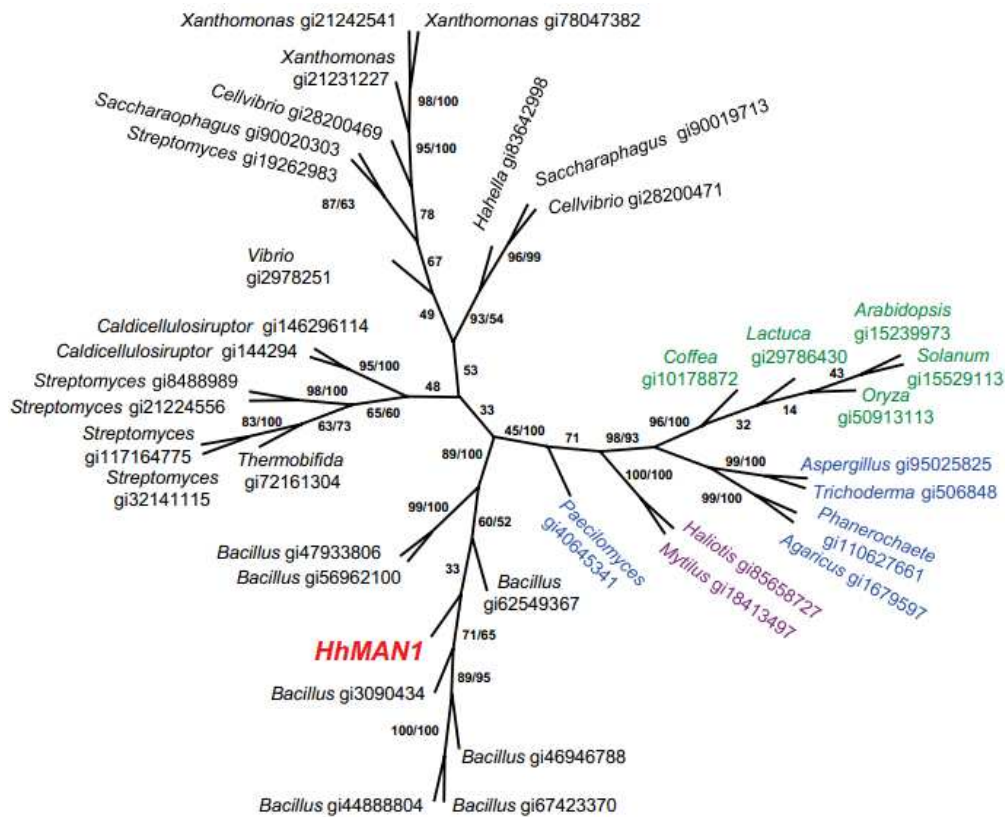 Xanthomonas gi21242541
Xanthomonas gi78047382
Xanthomonas
gi21231227
98/100
Cellvibrio gi28200469
Saccharaophagus gi90020303
Streptomyces gi19262983
95/100
87/63
78
Hahella gi83642998
Saccharaphagus gi90019713
Cellvibrio gi28200471
96/99
Vibrio
gi2978251
67
49
93/54
53
Caldicellulosiruptor gi146296114
Caldicellulosiruptor gi144294
95/100
Streptomyces gi8488989
Streptomyces gi21224556
98/100
48
65/60
83/100
63/73
Streptomyces
gi117164775
Streptomyces
gi32141115
Thermobifida
gi72161304
33
45/100
71
98/93
96/100
Coffea
gi10178872
Lactuca
gi29786430
Arabidopsis
gi15239973
Solanum
gi15529113
Oryza
gi50913113
43
14
32
99/100
99/100
Aspergillus gi95025825
Trichoderma gi506848
Phanerochaete
gi110627661
Agaricus gi1679597
100/100
Haliotis gi85658727
Mytilus gi18413497
Paecilomyces
gi40645341
89/100
99/100
Bacillus gi47933806
Bacillus gi56962100
60/52
33
Bacillus
gi62549367
HhMAN1
71/65
Bacillus gi3090434
89/95
100/100
Bacillus gi46946788
Bacillus gi44888804
Bacillus gi67423370